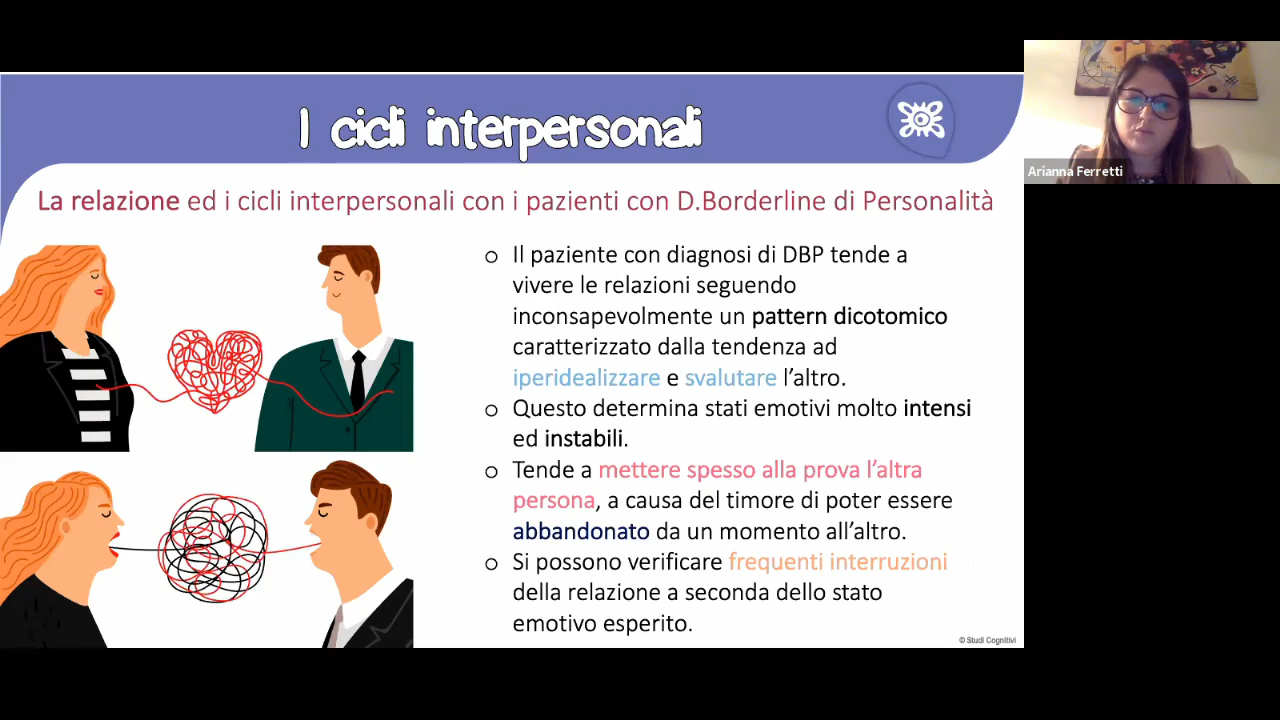 I cicli interpersonali
Arianna Ferretti
La relazione ed i cicli interpersonali con i pazienti con D.Borderline di Personalità
o Il paziente con diagnosi di DBP tende a
vivere le relazioni seguendo
inconsapevolmente un pattern dicotomico
caratterizzato dalla tendenza ad
iperidealizzare e svalutare l’altro.
o Questo determina stati emotivi molto intensi
ed instabili.
o Tende a mettere spesso alla prova l’altra
persona, a causa del timore di poter essere
abbandonato da un momento all’altro.
o Si possono verificare frequenti interruzioni
della relazione a seconda dello stato
emotivo esperito.
© Studi Cognitivi